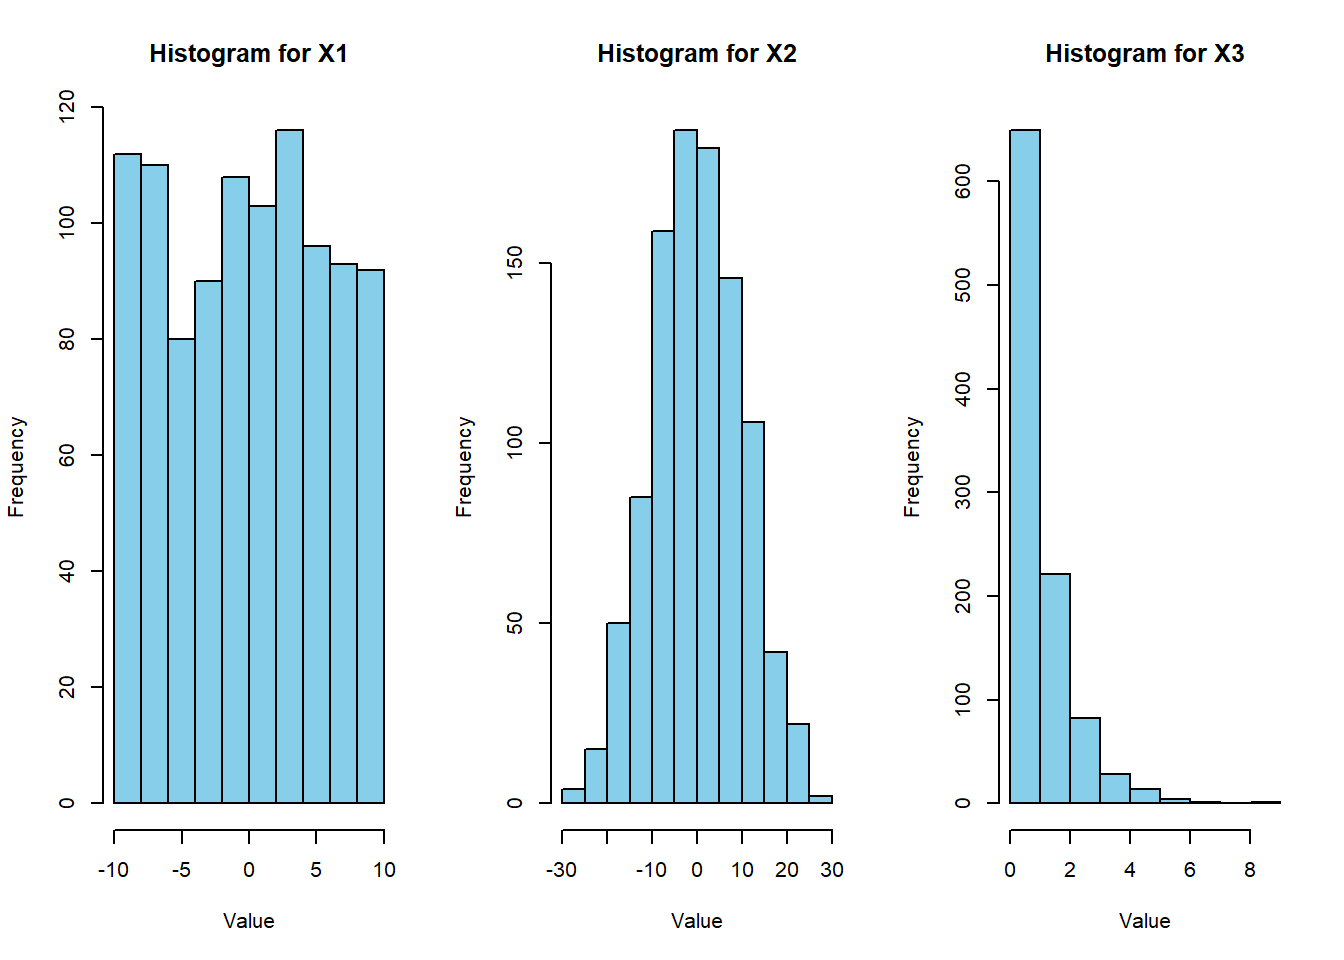 Histogram for X1
Frequency
0 20 40 60 80 100 120
-10 -5 0 5 10
Value
Histogram for X2
Frequency
0 50 100 150
-30 -10 0 10 20 30
Value
Histogram for X3
Frequency
0 100 200 300 400 500 600
0 2 4 6 8
Value